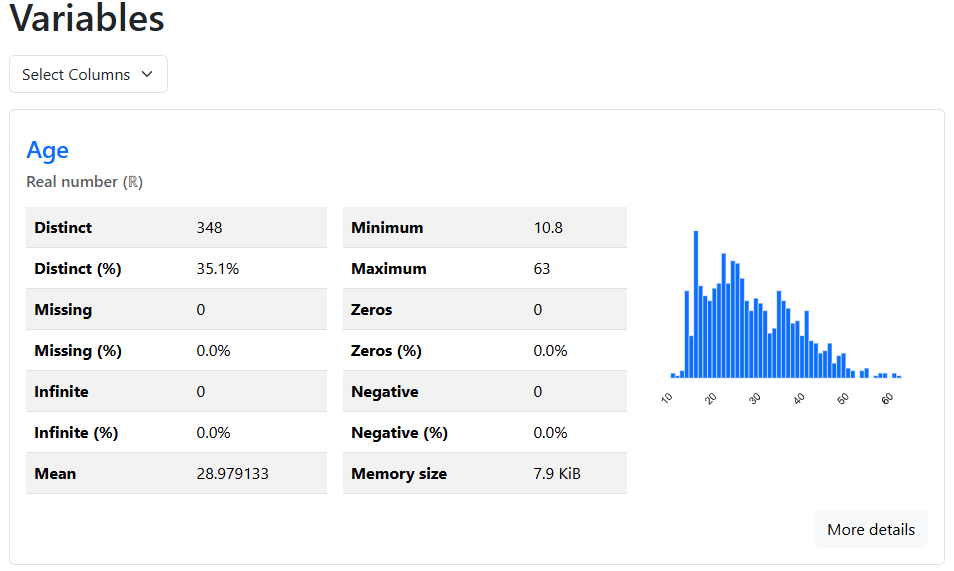 Variables
Select Columns
Age
Real number (ℝ)
Distinct 348
Distinct (%) 35.1%
Missing 0
Missing (%) 0.0%
Infinite 0
Infinite (%) 0.0%
Mean 28.979133
Minimum 10.8
Maximum 63
Zeros 0
Zeros (%) 0.0%
Negative 0
Negative (%) 0.0%
Memory size 7.9 KiB
10 20 30 40 50 60
More details